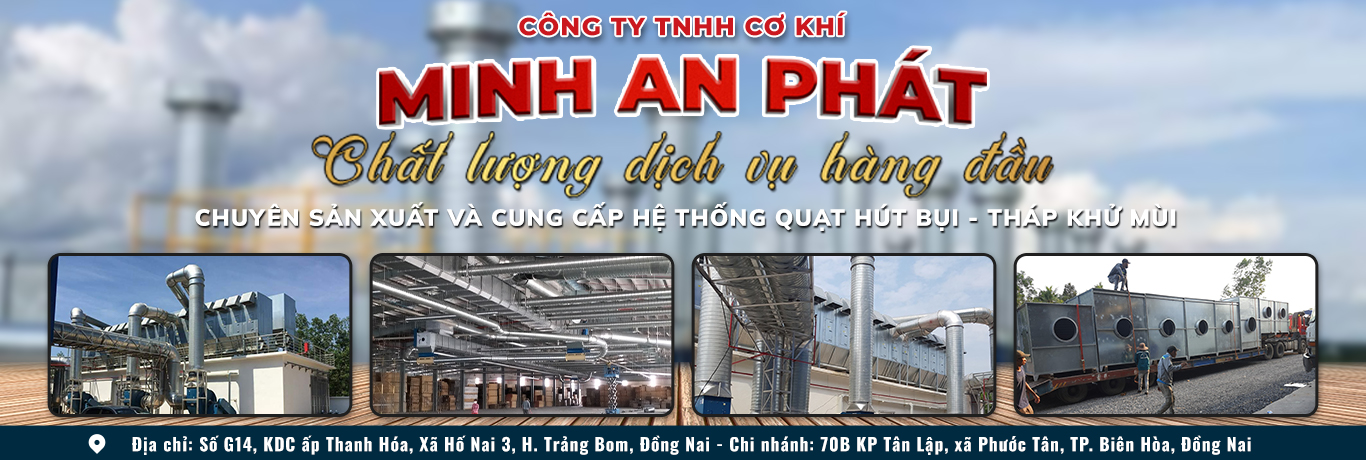 CÔNG TY TNHH CƠ KHÍ
MINH AN PHÁT
Chất lượng dịch vụ hàng đầu
CHUYÊN SẢN XUẤT VÀ CUNG CẤP HỆ THỐNG QUẠT HÚT BỤI - THÁP KHỬ MÙI
Địa chỉ: Số G14, KDC ấp Thanh Hóa, Xã Hố Nai 3, H. Trảng Bom, Đồng Nai - Chi nhánh: 70B KP Tân Lập, xã Phước Tân, TP. Biên Hòa, Đồng Nai